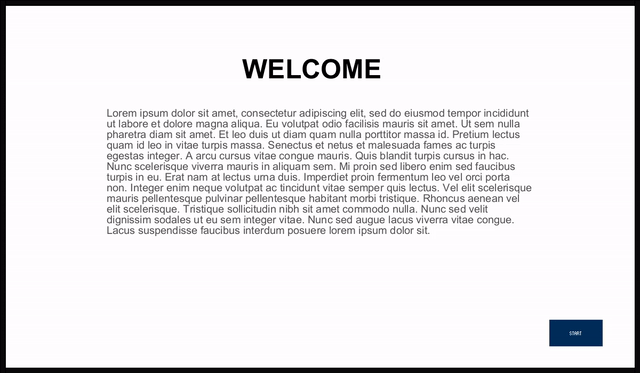 WELCOME
Lorem ipsum dolor sit amet, consectetur adipiscing elit, sed do eiusmod tempor incididunt
ut labore et dolore magna aliqua. Eu volutpat odio facilisis mauris sit amet. Ut sem nulla
pharetra diam sit amet. Et leo duis ut diam quam nulla porttitor massa id. Pretium lectus
quam id leo in vitae turpis massa. Senectus et netus et malesuada fames ac turpis
egestas integer. A arcu cursus vitae congue mauris. Quis blandit turpis cursus in hac.
Nunc scelerisque viverra mauris in aliquam sem. Mi proin sed libero enim sed faucibus
turpis in eu. Erat nam at lectus urna duis. Imperdiet proin fermentum leo vel orci porta
non. Integer enim neque volutpat ac tincidunt vitae semper quis lectus. Vel elit scelerisque
mauris pellentesque pulvinar pellentesque habitant morbi tristique. Rhoncus aenean vel
elit scelerisque. Tristique sollicitudin nibh sit amet commodo nulla. Nunc sed velit
dignissim sodales ut eu sem integer vitae. Nunc sed augue lacus viverra vitae congue.
Lacus suspendisse faucibus interdum posuere lorem ipsum dolor sit.
START